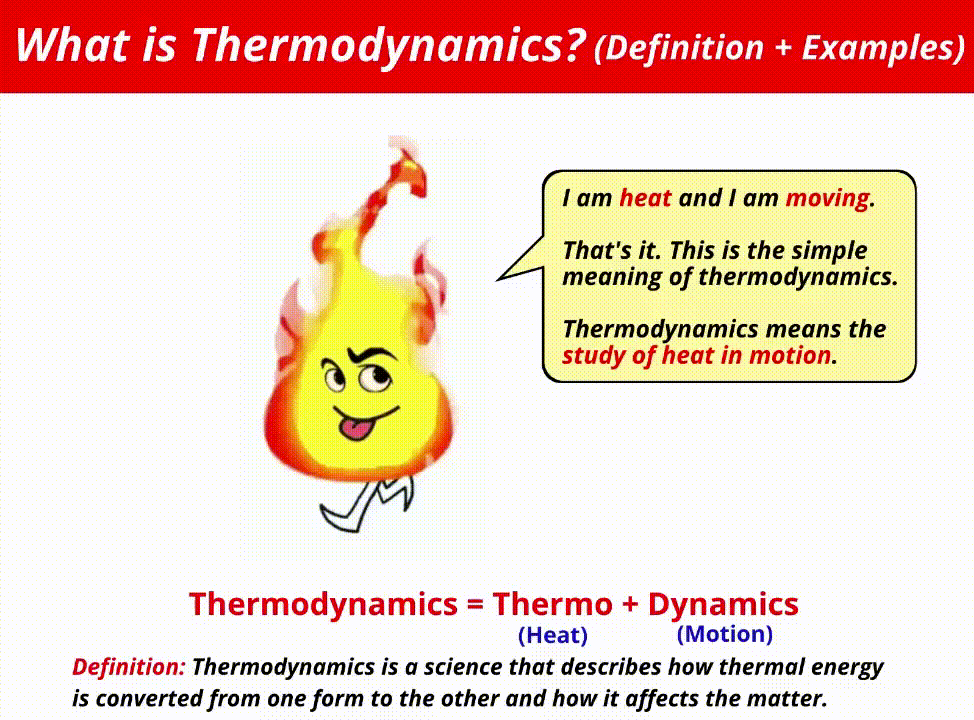 What is Thermodynamics? (Definition + Examples)
I am heat and I am moving.
That's it. This is the simple
meaning of thermodynamics.
Thermodynamics means the
study of heat in motion.
Thermodynamics = Thermo + Dynamics
(Heat) (Motion)
Definition: Thermodynamics is a science that describes how thermal energy
is converted from one form to the other and how it affects the matter.